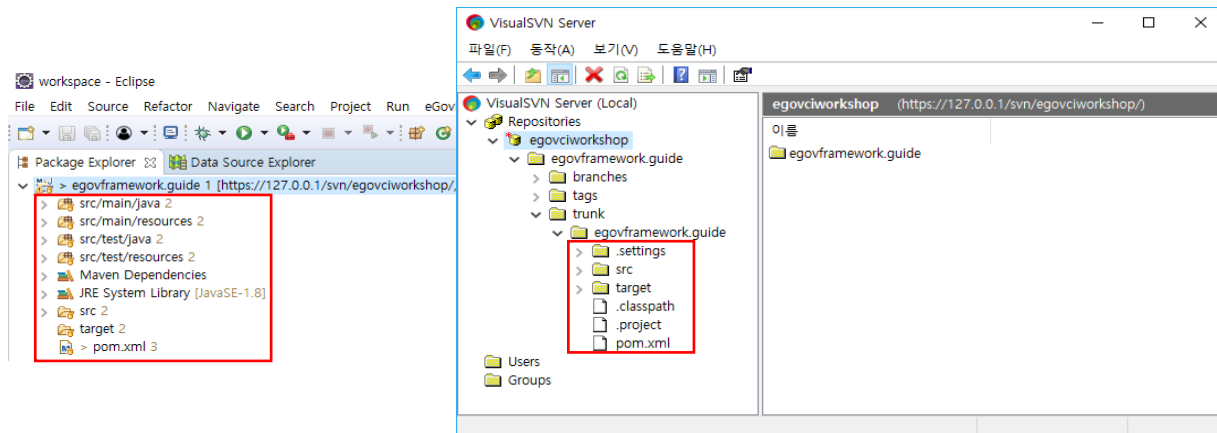 workspace - Eclipse
File Edit Source Refactor Navigate Search Project Run eGov
Package Explorer Data Source Explorer
> egovframework.guide 1 [https://127.0.0.1/svn/egovciworkshop/,
src/main/java 2
src/main/resources 2
src/test/java 2
src/test/resources 2
Maven Dependencies
JRE System Library [JavaSE-1.8]
src 2
target 2
> pom.xml 3
VisualSVN Server
파일(F) 동작(A) 보기(V) 도움말(H)
VisualSVN Server (Local)
Repositories
egovciworkshop
egovframework.guide
branches
tags
trunk
egovframework.guide
.settings
src
target
.classpath
.project
pom.xml
Users
Groups
egovciworkshop (https://127.0.0.1/svn/egovciworkshop/)
이름
egovframework.guide